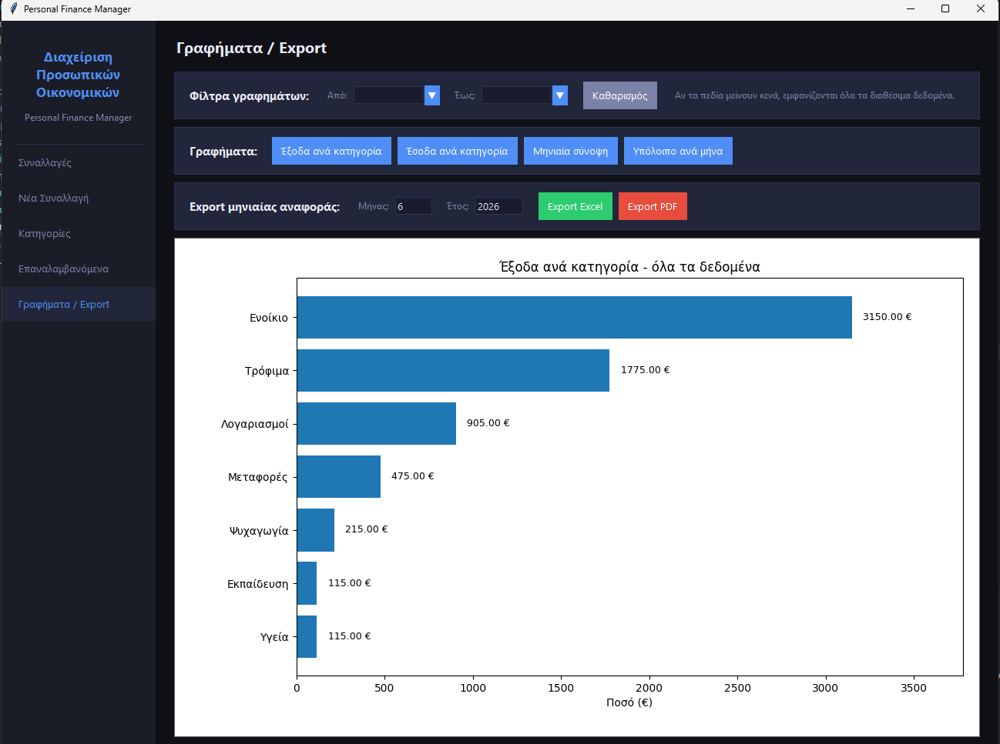 Personal Finance Manager
Διαχείριση
Προσωπικών
Οικονομικών
Personal Finance Manager
Συναλλαγές
Νέα Συναλλαγή
Κατηγορίες
Επαναλαμβανόμενα
Γραφήματα / Export
Γραφήματα / Export
Φίλτρα γραφημάτων: Από: Έως: Καθαρισμός Αν τα πεδία μείνουν κενά, εμφανίζονται όλα τα διαθέσιμα δεδομένα.
Γραφήματα: Έξοδα ανά κατηγορία Έσοδα ανά κατηγορία Μηνιαία σύνοψη Υπόλοιπο ανά μήνα
Export μηνιαίας αναφοράς: Μήνας: 6 Έτος: 2026 Export Excel Export PDF
Έξοδα ανά κατηγορία - όλα τα δεδομένα
Ενοίκιο 3150.00 €
Τρόφιμα 1775.00 €
Λογαριασμοί 905.00 €
Μεταφορές 475.00 €
Ψυχαγωγία 215.00 €
Εκπαίδευση 115.00 €
Υγεία 115.00 €
0 500 1000 1500 2000 2500 3000 3500
Ποσό (€)